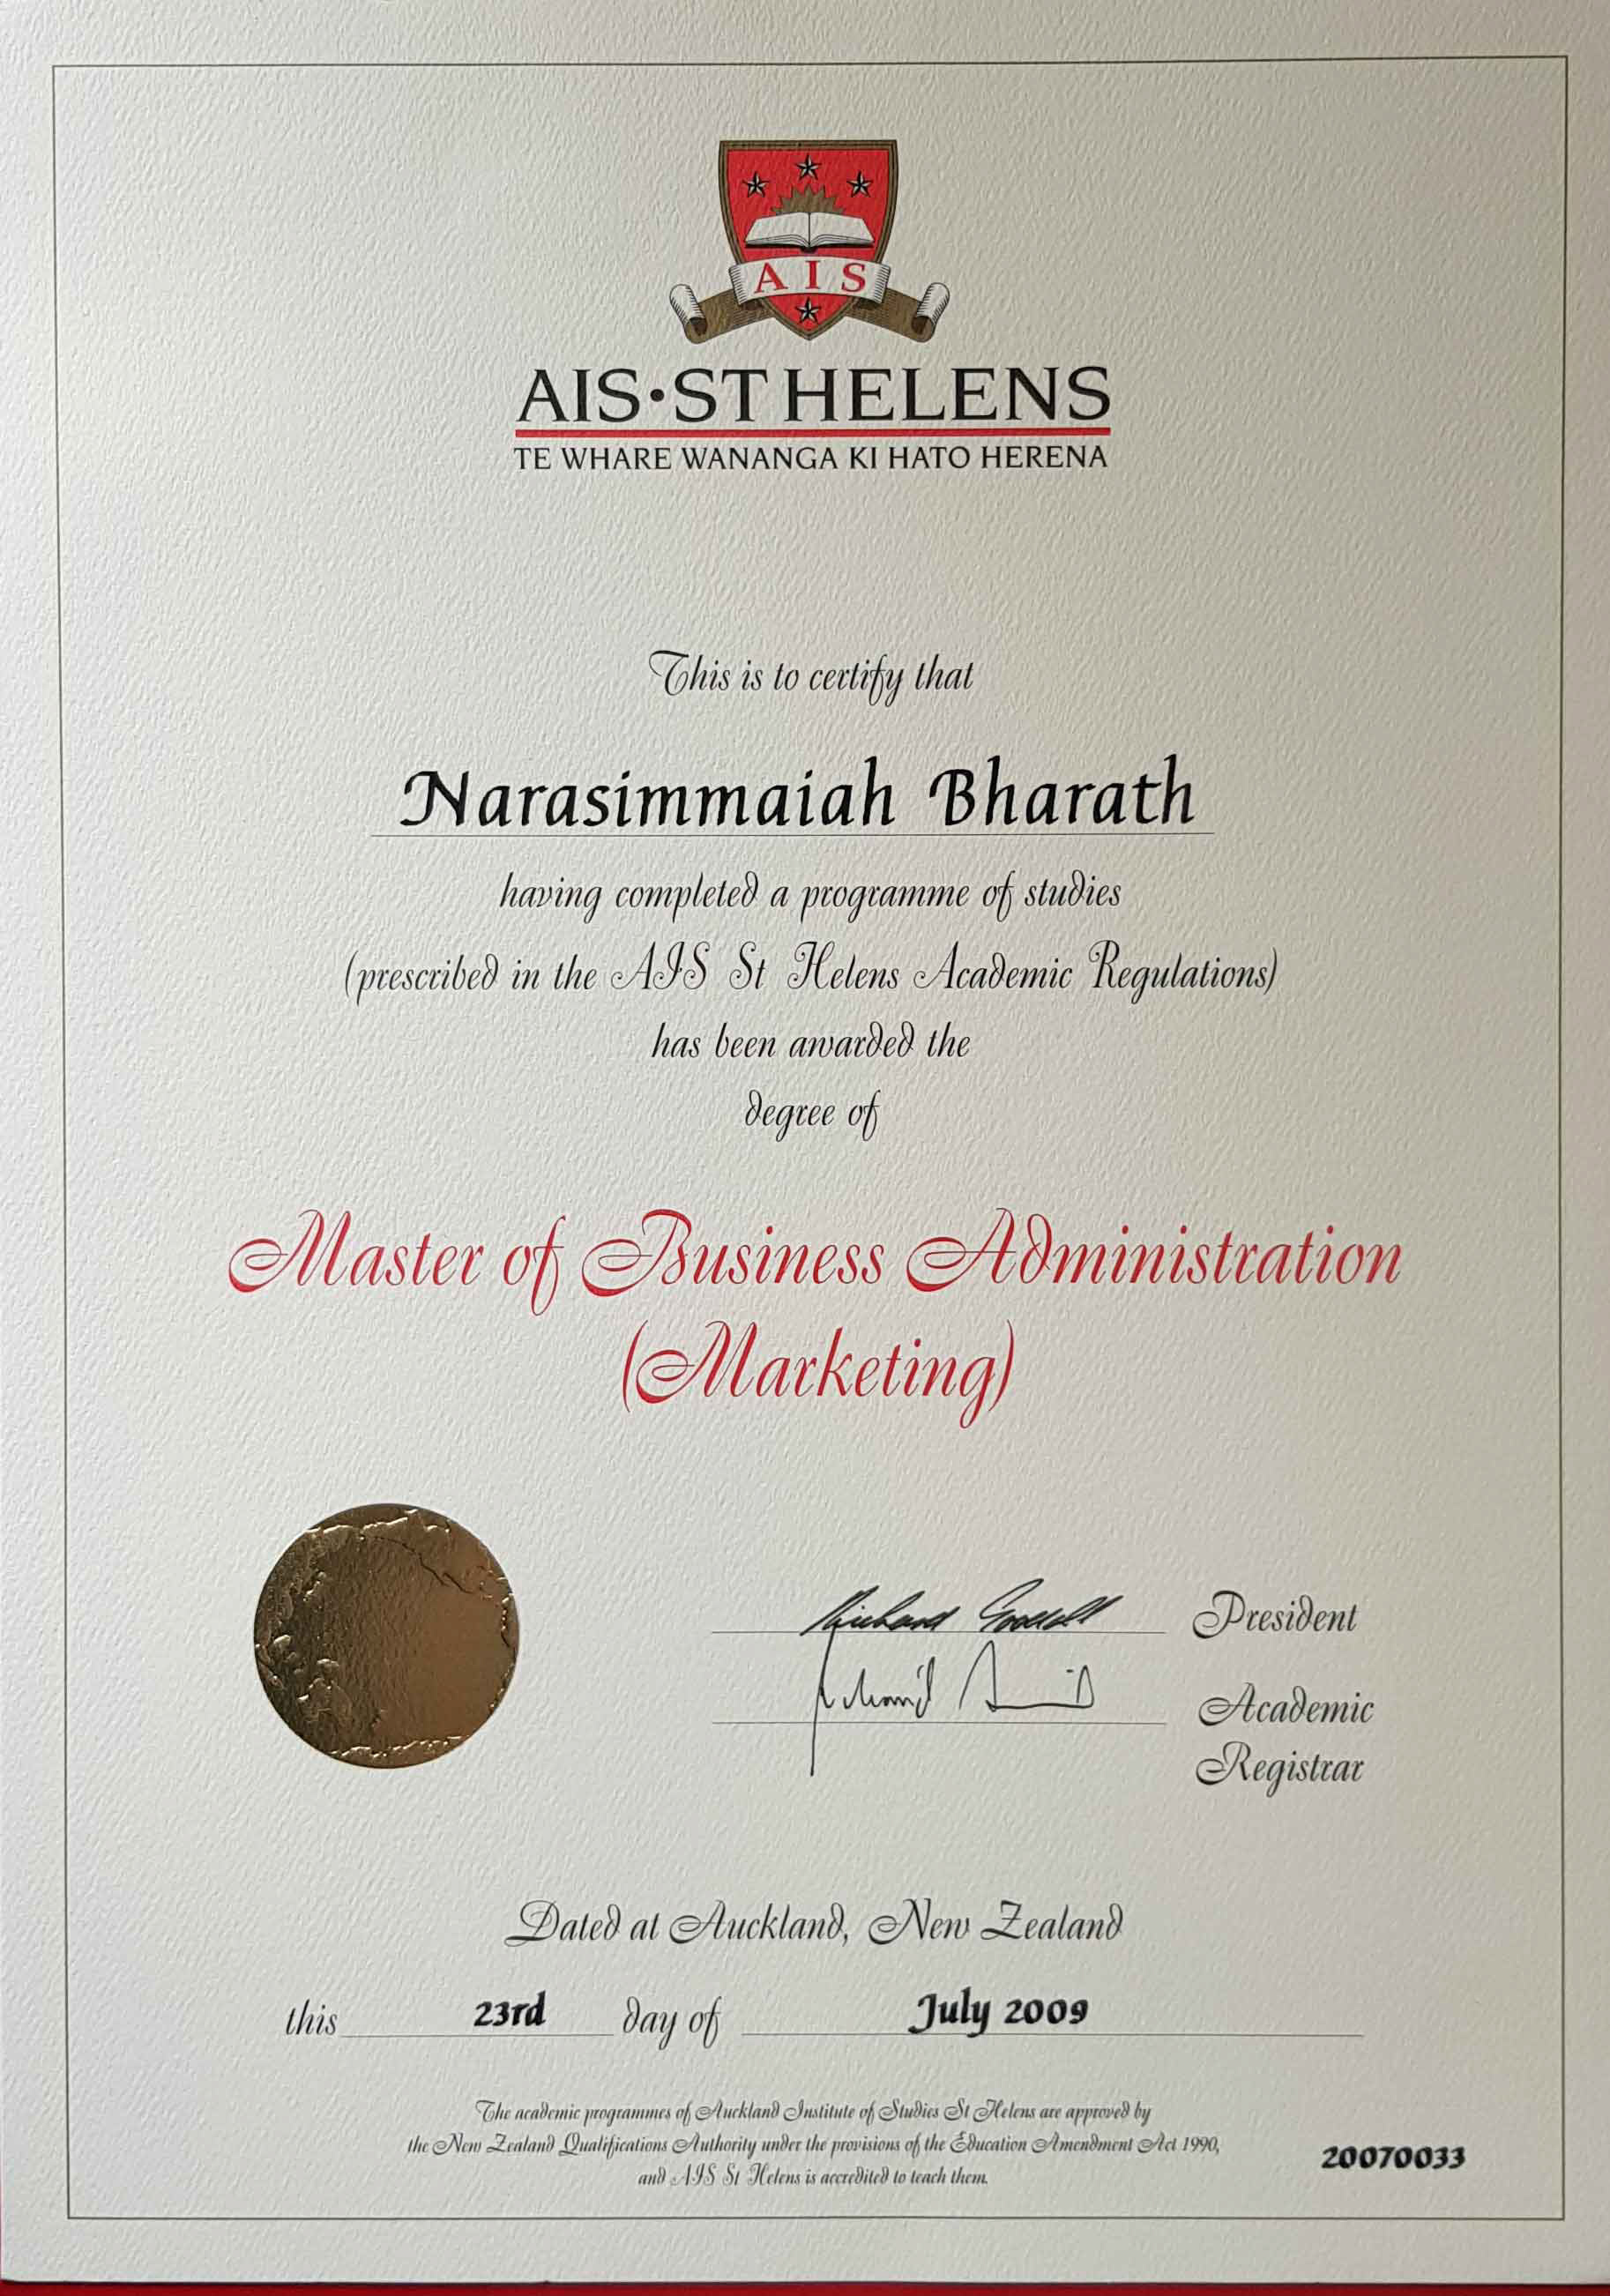 AIS
AIS·ST HELENS
TE WHARE WANANGA KI HATO HERENA
This is to certify that
Narasimmaiah Bharath
having completed a programme of studies
(prescribed in the AIS St Helens Academic Regulations)
has been awarded the
degree of
Master of Business Administration
(Marketing)
Richard President
Academic
Registrar
Dated at Auckland, New Zealand
this 23rd day of July 2009
The academic programmes of Auckland Institute of Studies St Helens are approved by
the New Zealand Qualifications Authority under the provisions of the Education Amendment Act 1990,
and AIS St Helens is accredited to teach them.
20070033